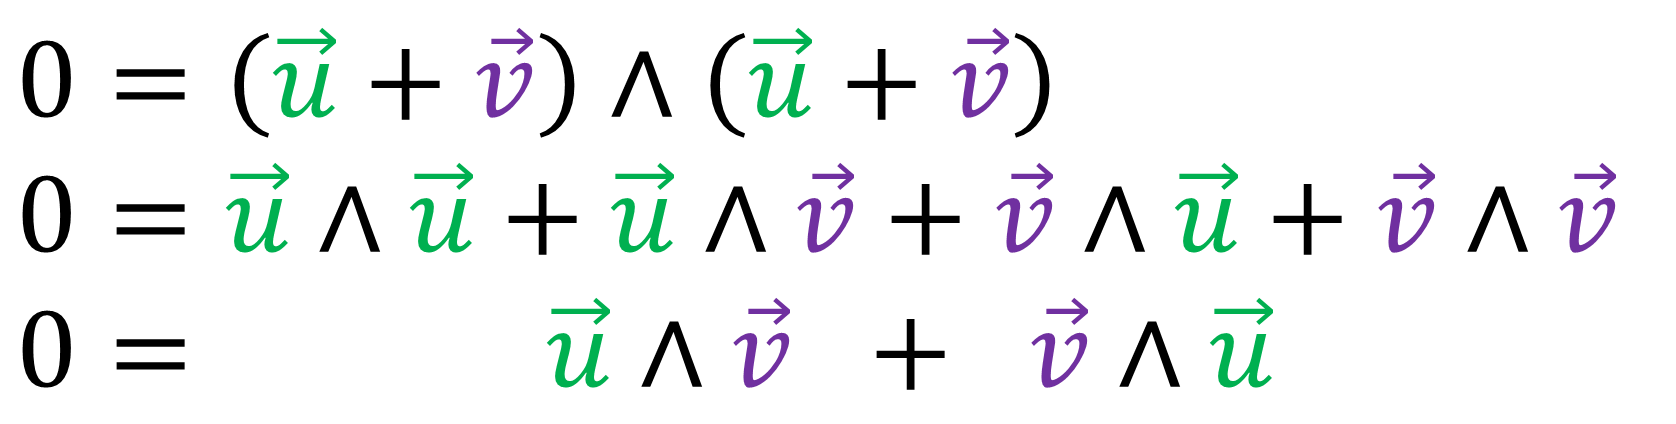 0 = (u⃗ + v⃗) ∧ (u⃗ + v⃗)
0 = u⃗ ∧ u⃗ + u⃗ ∧ v⃗ + v⃗ ∧ u⃗ + v⃗ ∧ v⃗
0 = u⃗ ∧ v⃗ + v⃗ ∧ u⃗